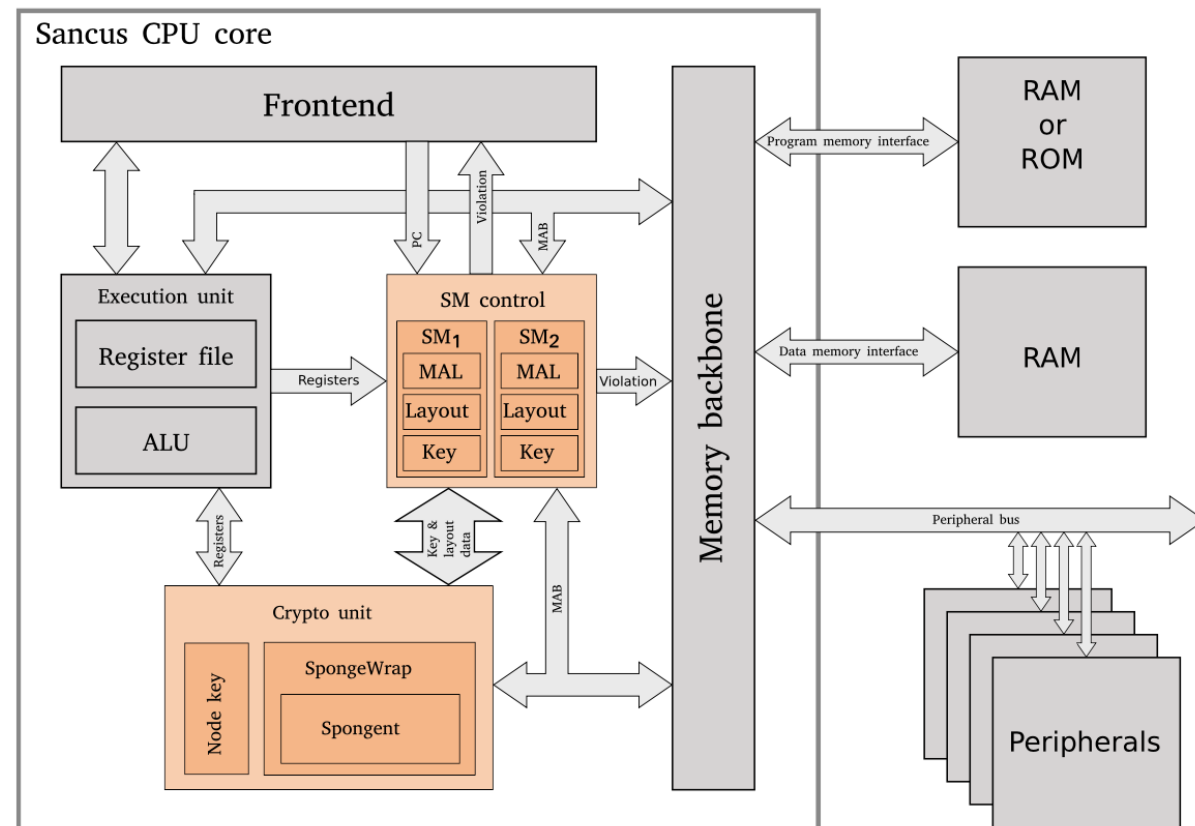 Sancus CPU core
Frontend
RAM
or
ROM
Program memory interface
PC
Violation
MAB
Execution unit
Register file
ALU
Registers
SM control
SM1
MAL
Layout
Key
SM2
MAL
Layout
Key
Violation
Memory backbone
Data memory interface
RAM
Registers
Key &
layout
data
MAB
Peripheral bus
Crypto unit
Node key
SpongeWrap
Spongent
Peripherals